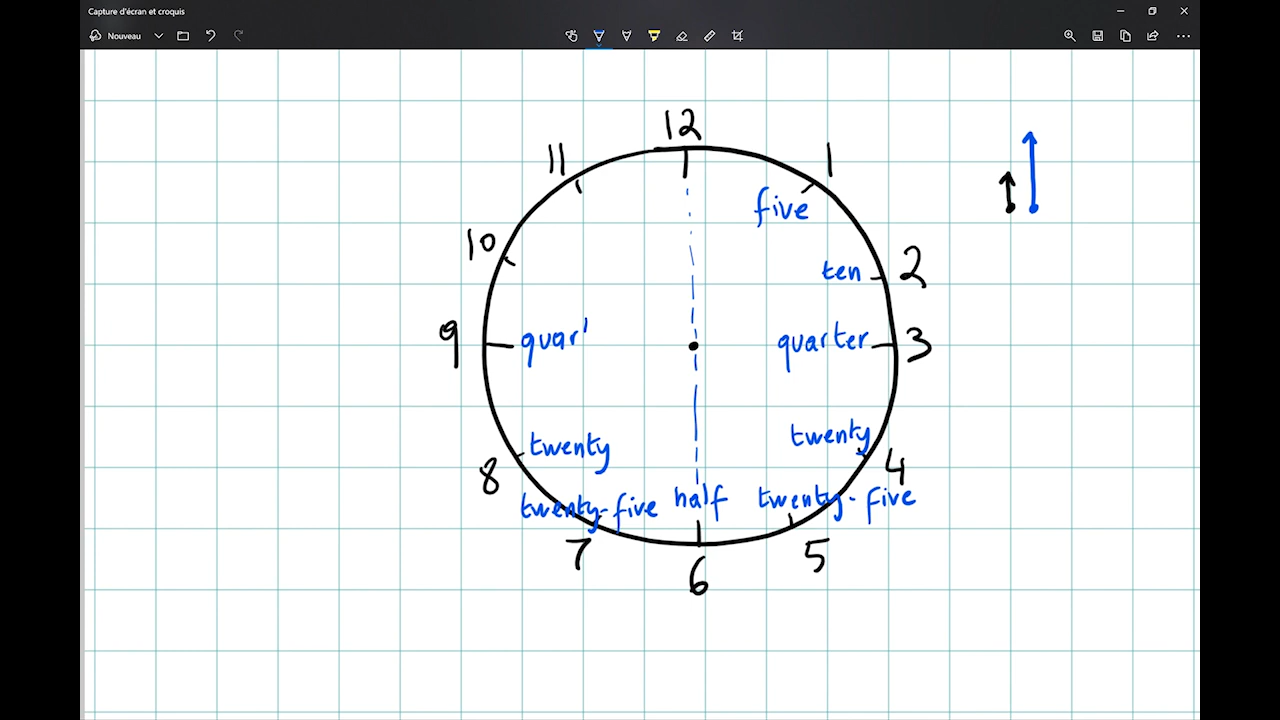 Capture d'écran et croquis
Nouveau
12
11
1
five
10
2
ten
9
quar'
quarter
3
twenty
twenty
8
4
twenty-five
half
twenty-five
7
5
6